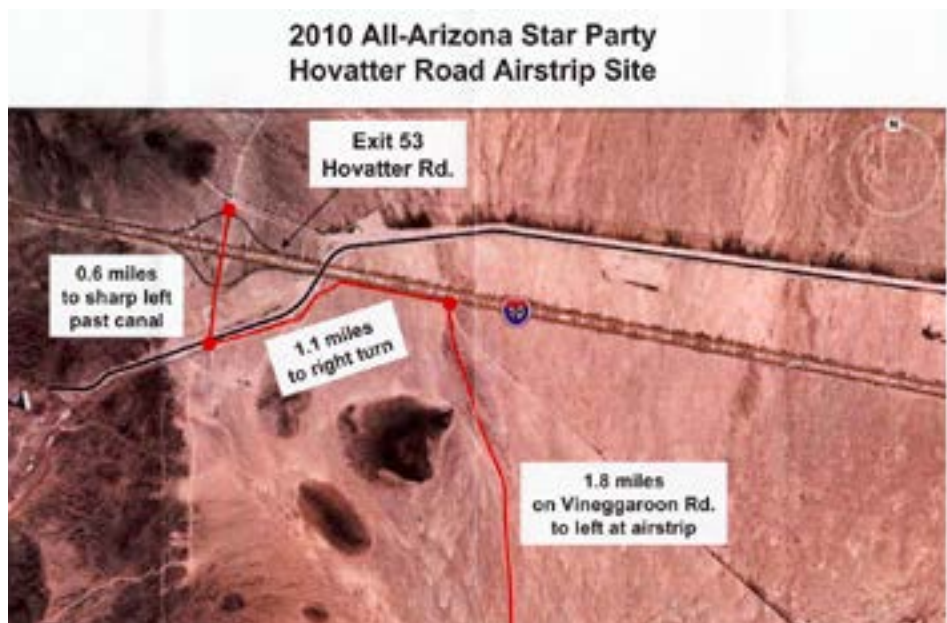 2010 All-Arizona Star Party
Hovatter Road Airstrip Site
N
Exit 53
Hovatter Rd.
0.6 miles
to sharp left
past canal
10
1.1 miles
to right turn
1.8 miles
on Vineggaroon Rd.
to left at airstrip